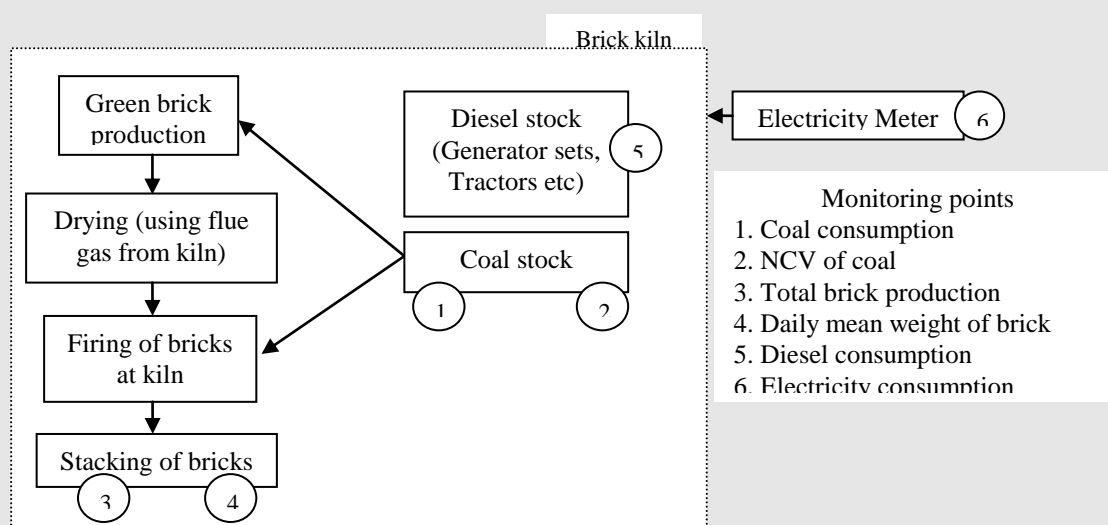 Brick kiln
Green brick
production
Diesel stock
(Generator sets,
Tractors etc)
5
Electricity Meter
6
Drying (using flue
gas from kiln)
Coal stock
1
2
Firing of bricks
at kiln
Stacking of bricks
3
4
Monitoring points
1. Coal consumption
2. NCV of coal
3. Total brick production
4. Daily mean weight of brick
5. Diesel consumption
6. Electricity consumption